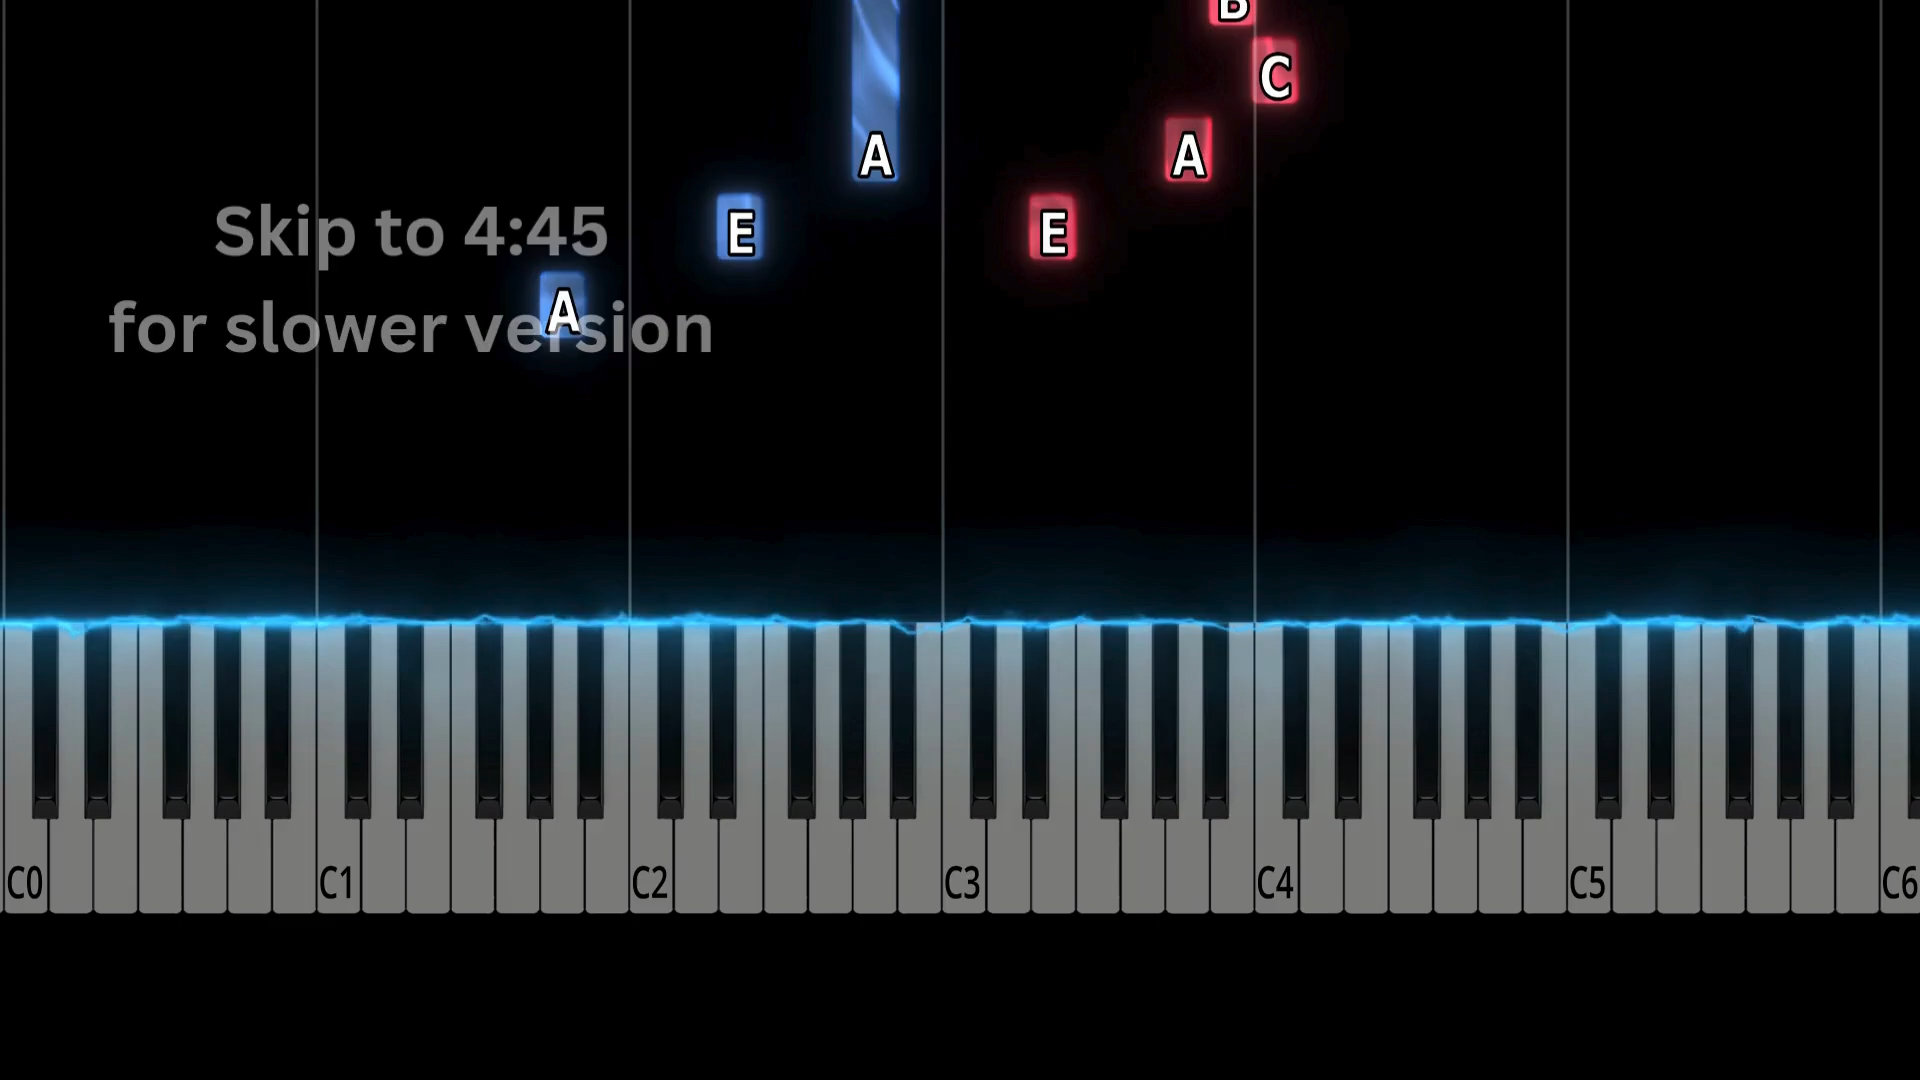 B
C
A
A
E
E
Skip to 4:45
A
for slower version
C0
C1
C2
C3
C4
C5
C6